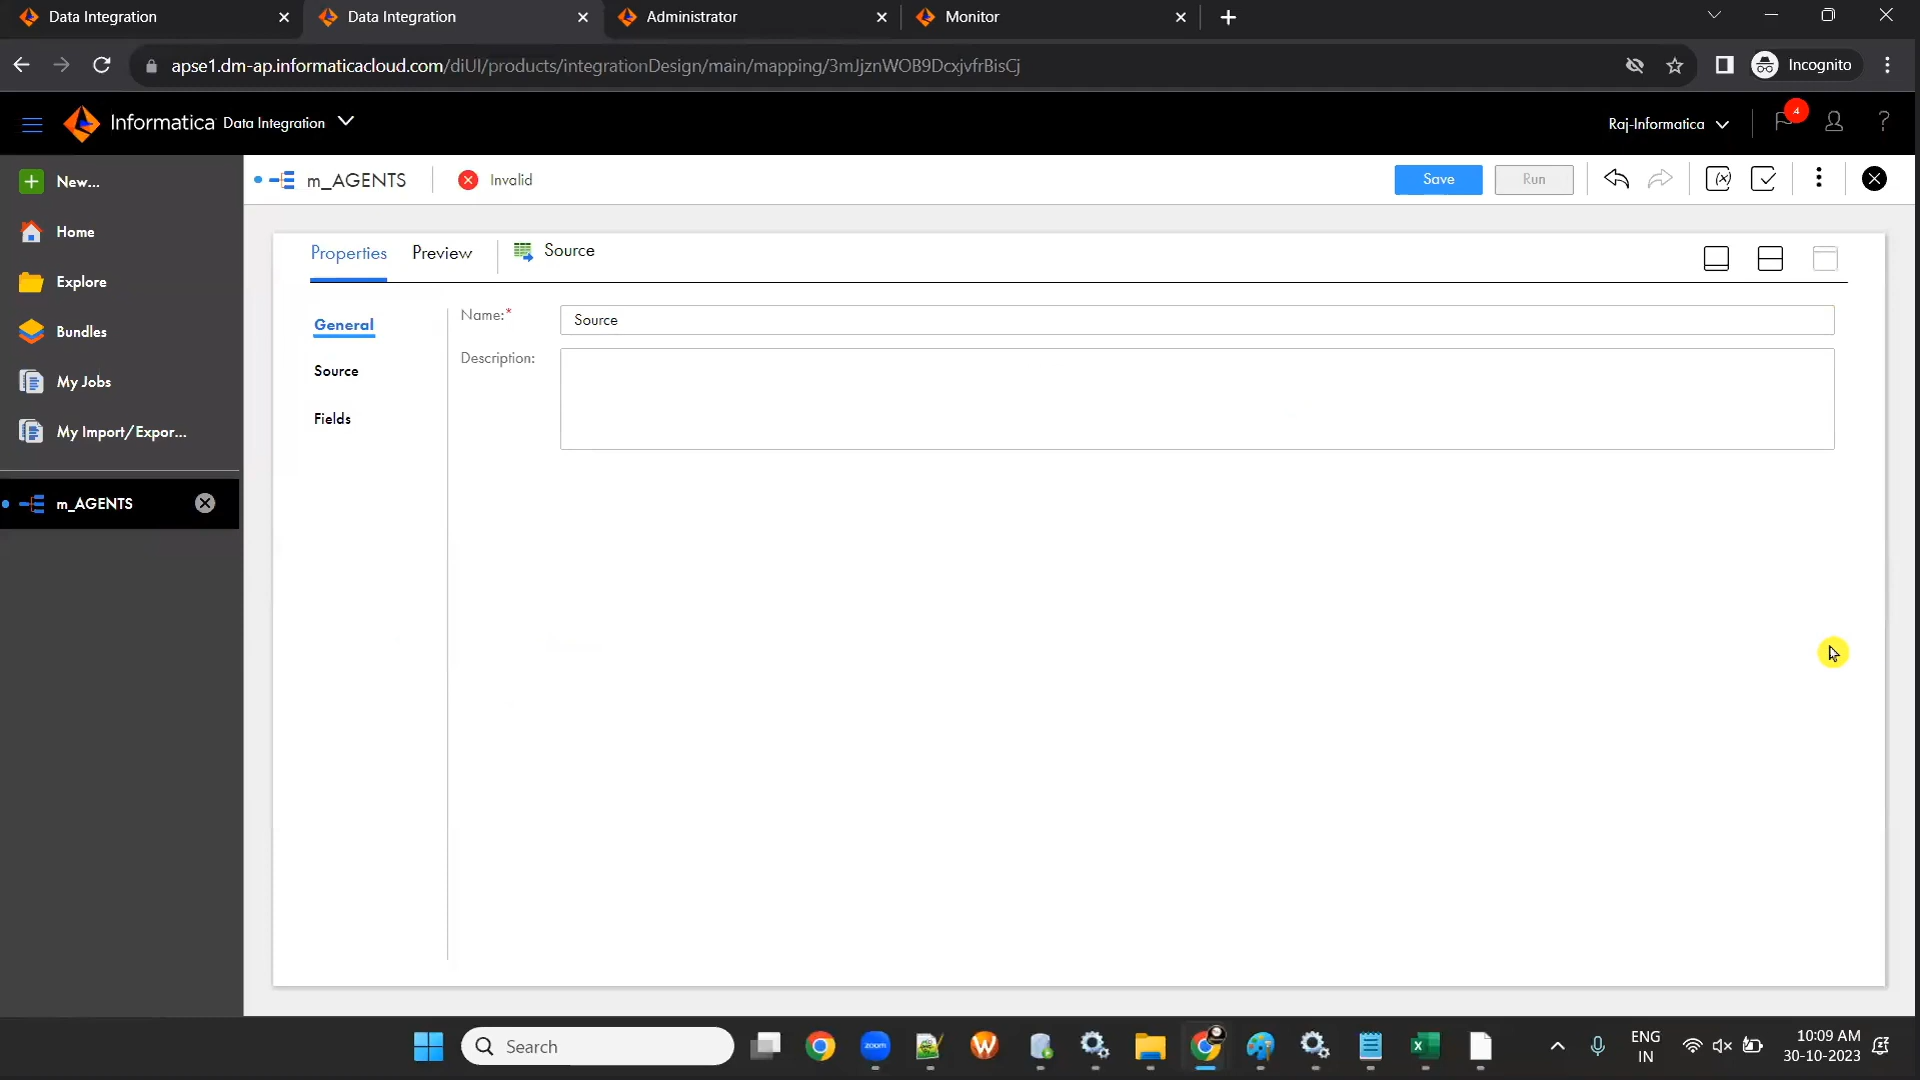 Data Integration
Data Integration
Administrator
Monitor
apse1.dm-ap.informaticacloud.com/diUI/products/integrationDesign/main/mapping/3mJjznWOB9DcxjvfrBisCj
Incognito
Informatica Data Integration
Raj-Informatica
4
?
New...
m_AGENTS
Invalid
Save
Run
(x)
Home
Explore
Bundles
My Jobs
My Import/Expor...
m_AGENTS
Properties
Preview
Source
General
Source
Fields
Name:*
Source
Description:
Search
zoom
W
X
ENG
IN
10:09 AM
30-10-2023